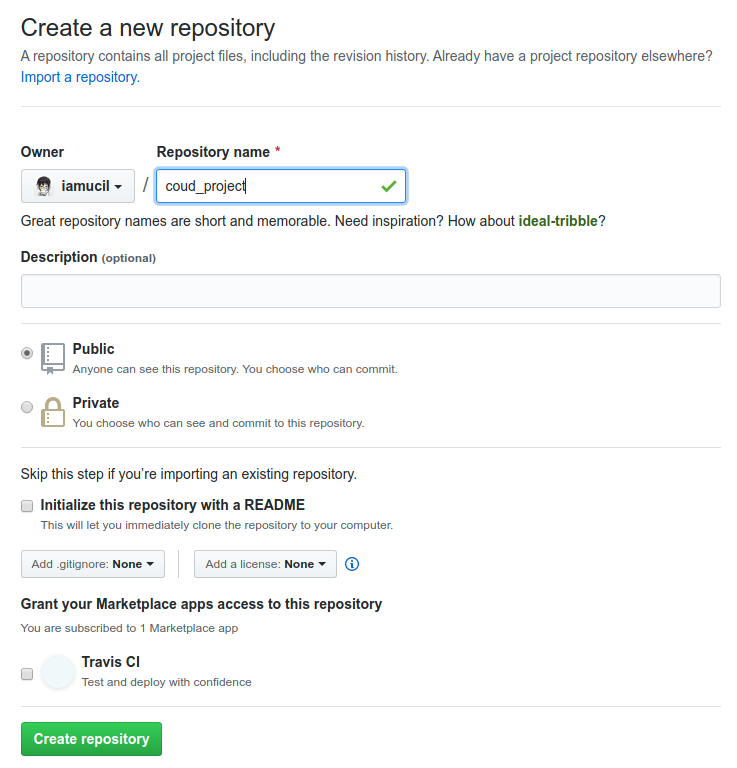 Create a new repository
A repository contains all project files, including the revision history. Already have a project repository elsewhere?
Import a repository.
Owner
Repository name *
iamucil / coud_project
Great repository names are short and memorable. Need inspiration? How about ideal-tribble?
Description (optional)
Public
Anyone can see this repository. You choose who can commit.
Private
You choose who can see and commit to this repository.
Skip this step if you’re importing an existing repository.
Initialize this repository with a README
This will let you immediately clone the repository to your computer.
Add .gitignore: None
Add a license: None
Grant your Marketplace apps access to this repository
You are subscribed to 1 Marketplace app
Travis CI
Test and deploy with confidence
Create repository